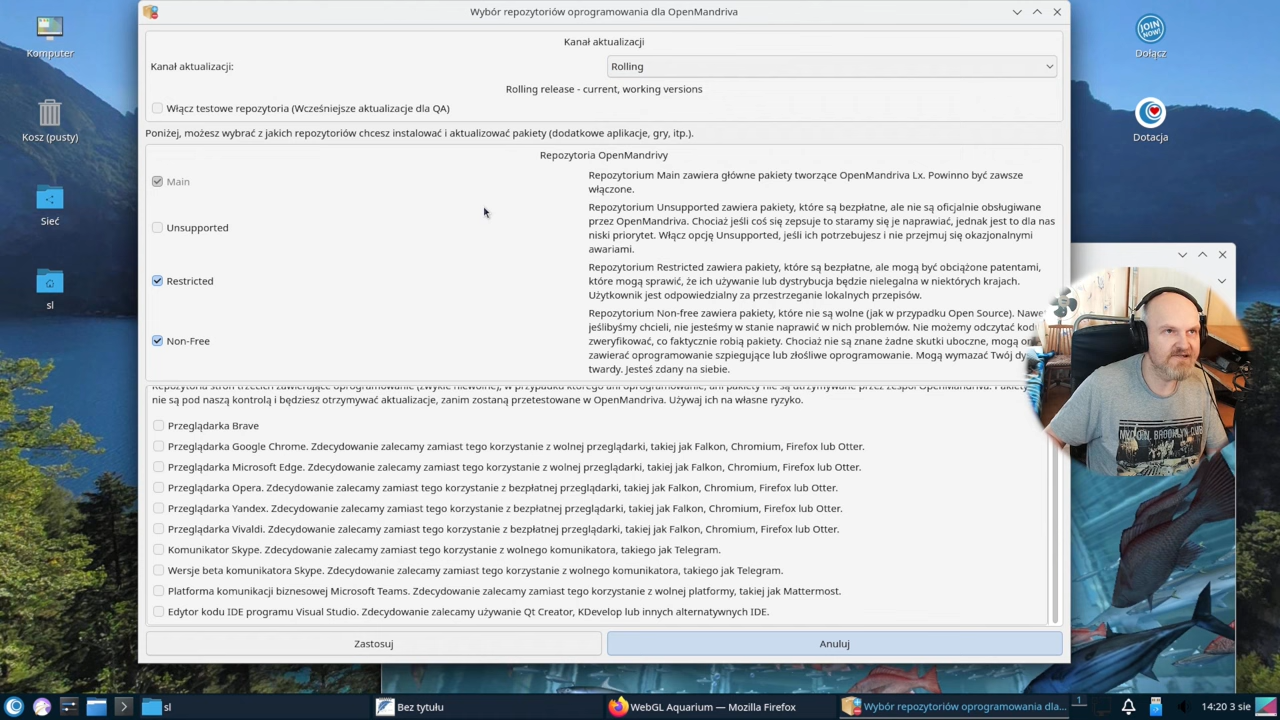 Wybór repozytoriów oprogramowania dla OpenMandriva
Komputer
Kosz (pusty)
Sieć
sl
Dołącz
Dotacja
Kanał aktualizacji
Kanał aktualizacji:
Rolling
Rolling release - current, working versions
Włącz testowe repozytoria (Wcześniejsze aktualizacje dla QA)
Poniżej, możesz wybrać z jakich repozytoriów chcesz instalować i aktualizować pakiety (dodatkowe aplikacje, gry, itp.).
Repozytoria OpenMandrivy
Main
Repozytorium Main zawiera główne pakiety tworzące OpenMandriva Lx. Powinno być zawsze
włączone.
Unsupported
Repozytorium Unsupported zawiera pakiety, które są bezpłatne, ale nie są oficjalnie obsługiwane
przez OpenMandriva. Chociaż jeśli coś się zepsuje to staramy się je naprawiać, jednak jest to dla nas
niski priorytet. Włącz opcję Unsupported, jeśli ich potrzebujesz i nie przejmuj się okazjonalnymi
awariami.
Restricted
Repozytorium Restricted zawiera pakiety, które są bezpłatne, ale mogą być obciążone patentami,
które mogą sprawić, że ich używanie lub dystrybucja będzie nielegalna w niektórych krajach.
Użytkownik jest odpowiedzialny za przestrzeganie lokalnych przepisów.
Non-Free
Repozytorium Non-free zawiera pakiety, które nie są wolne (jak w przypadku Open Source).
jeślibyśmy chcieli, nie jesteśmy w stanie naprawić w nich problemów. Nie możemy odczytać
zweryfikować, co faktycznie robią pakiety. Chociaż nie są znane żadne skutki uboczne, mogą
zawierać oprogramowanie szpiegujące lub złośliwe oprogramowanie. Mogą wymazać Twój
twardy. Jesteś zdany na siebie.
nie są pod naszą kontrolą i będziesz otrzymywać aktualizacje, zanim zostaną przetestowane w OpenMandriva. Używaj ich na własne ryzyko.
Przeglądarka Brave
Przeglądarka Google Chrome. Zdecydowanie zalecamy zamiast tego korzystanie z wolnej przeglądarki, takiej jak Falkon, Chromium, Firefox lub Otter.
Przeglądarka Microsoft Edge. Zdecydowanie zalecamy zamiast tego korzystanie z wolnej przeglądarki, takiej jak Falkon, Chromium, Firefox lub Otter.
Przeglądarka Opera. Zdecydowanie zalecamy zamiast tego korzystanie z bezpłatnej przeglądarki, takiej jak Falkon, Chromium, Firefox lub Otter.
Przeglądarka Yandex. Zdecydowanie zalecamy zamiast tego korzystanie z bezpłatnej przeglądarki, takiej jak Falkon, Chromium, Firefox lub Otter.
Przeglądarka Vivaldi. Zdecydowanie zalecamy zamiast tego korzystanie z bezpłatnej przeglądarki, takiej jak Falkon, Chromium, Firefox lub Otter.
Komunikator Skype. Zdecydowanie zalecamy zamiast tego korzystanie z wolnego komunikatora, takiego jak Telegram.
Wersje beta komunikatora Skype. Zdecydowanie zalecamy zamiast tego korzystanie z wolnego komunikatora, takiego jak Telegram.
Platforma komunikacji biznesowej Microsoft Teams. Zdecydowanie zalecamy zamiast tego korzystanie z wolnej platformy, takiej jak Mattermost.
Edytor kodu IDE programu Visual Studio. Zdecydowanie zalecamy używanie Qt Creator, KDevelop lub innych alternatywnych IDE.
Zastosuj
Anuluj
JOIN NOW!
sl
Bez tytułu
WebGL Aquarium — Mozilla Firefox
Wybór repozytoriów oprogramowania dla...
1
14:20 3 sie